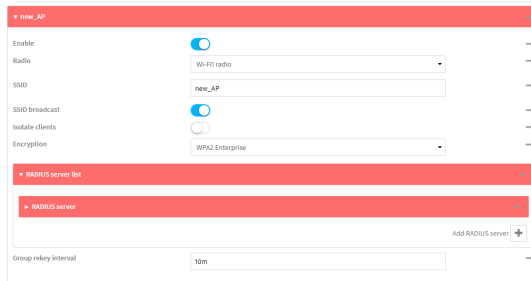 new_AP
Enable
Radio
Wi-Fi1 radio
SSID
new_AP
SSID broadcast
Isolate clients
Encryption
WPA2 Enterprise
RADIUS server list
RADIUS server
Add RADIUS server
Group rekey interval
10m